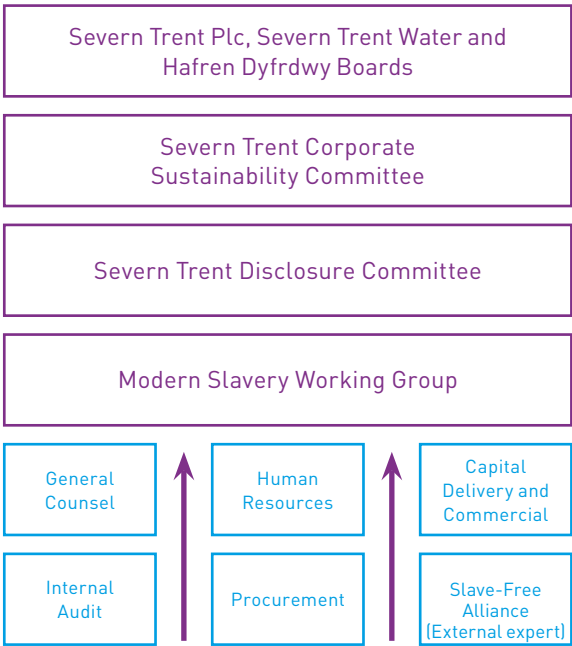 Severn Trent Plc, Severn Trent Water and
Hafren Dyfrdwy Boards
Severn Trent Corporate
Sustainability Committee
Severn Trent Disclosure Committee
Modern Slavery Working Group
General
Counsel
Human
Resources
Capital
Delivery and
Commercial
Internal
Audit
Procurement
Slave-Free
Alliance
(External expert)